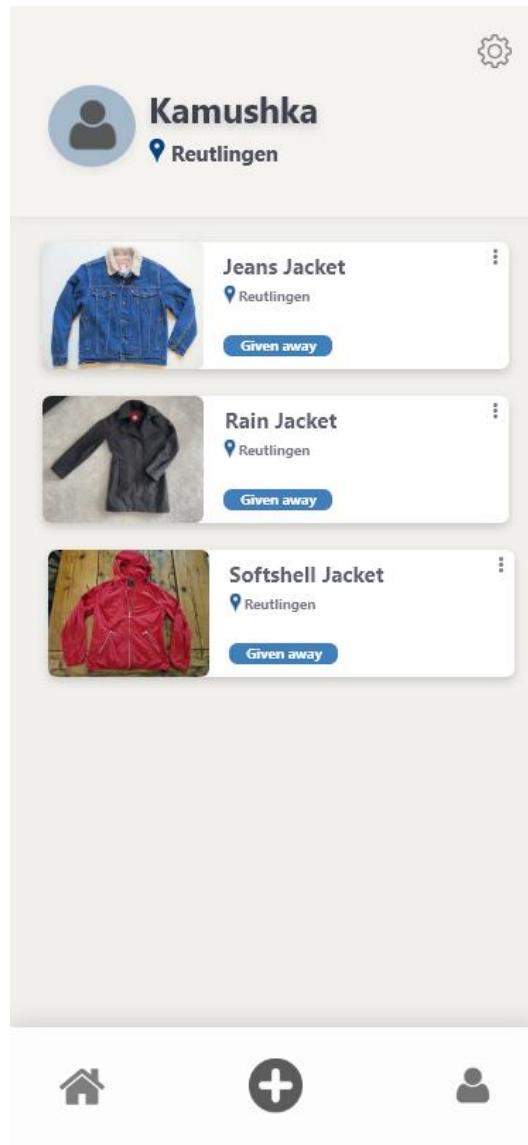 Kamushka
Reutlingen
Jeans Jacket
Reutlingen
Given away
Rain Jacket
Reutlingen
Given away
Softshell Jacket
Reutlingen
Given away